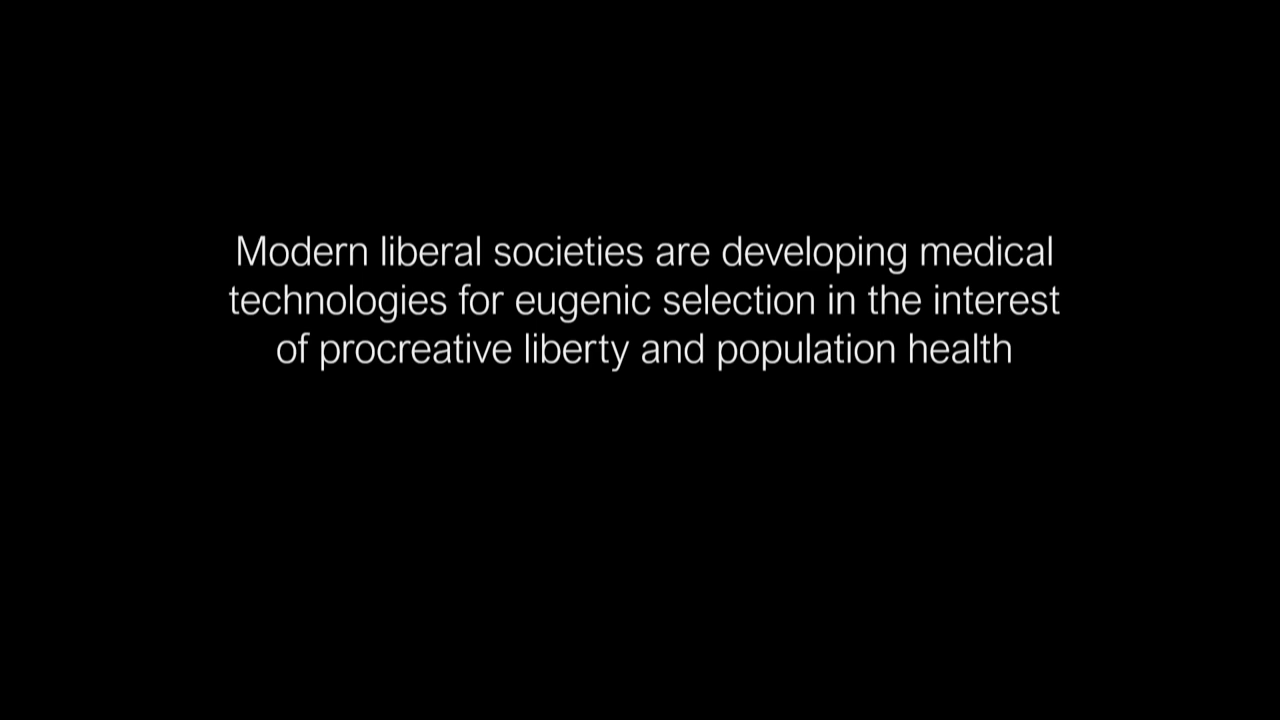 Modern liberal societies are developing medical
technologies for eugenic selection in the interest
of procreative liberty and population health